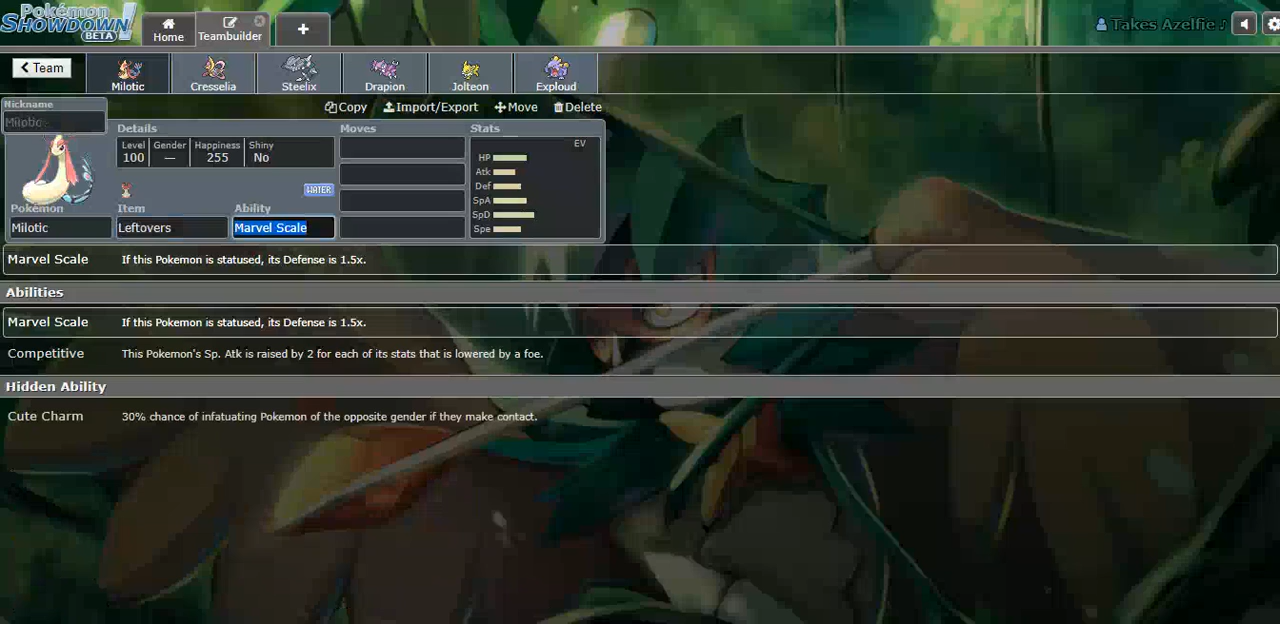 Pokémon
SHOWDOWN!
BETA
Home
Teambuilder
+
Takes Azelfie ♪
Team
Milotic
Cresselia
Steelix
Drapion
Jolteon
Exploud
Nickname
Milotic
Copy
Import/Export
Move
Delete
Details
Level
100
Gender
—
Happiness
255
Shiny
No
WATER
Pokémon
Milotic
Item
Leftovers
Ability
Marvel Scale
Moves
Stats
EV
HP
Atk
Def
SpA
SpD
Spe
Marvel Scale If this Pokemon is statused, its Defense is 1.5x.
Abilities
Marvel Scale If this Pokemon is statused, its Defense is 1.5x.
Competitive This Pokemon's Sp. Atk is raised by 2 for each of its stats that is lowered by a foe.
Hidden Ability
Cute Charm 30% chance of infatuating Pokemon of the opposite gender if they make contact.